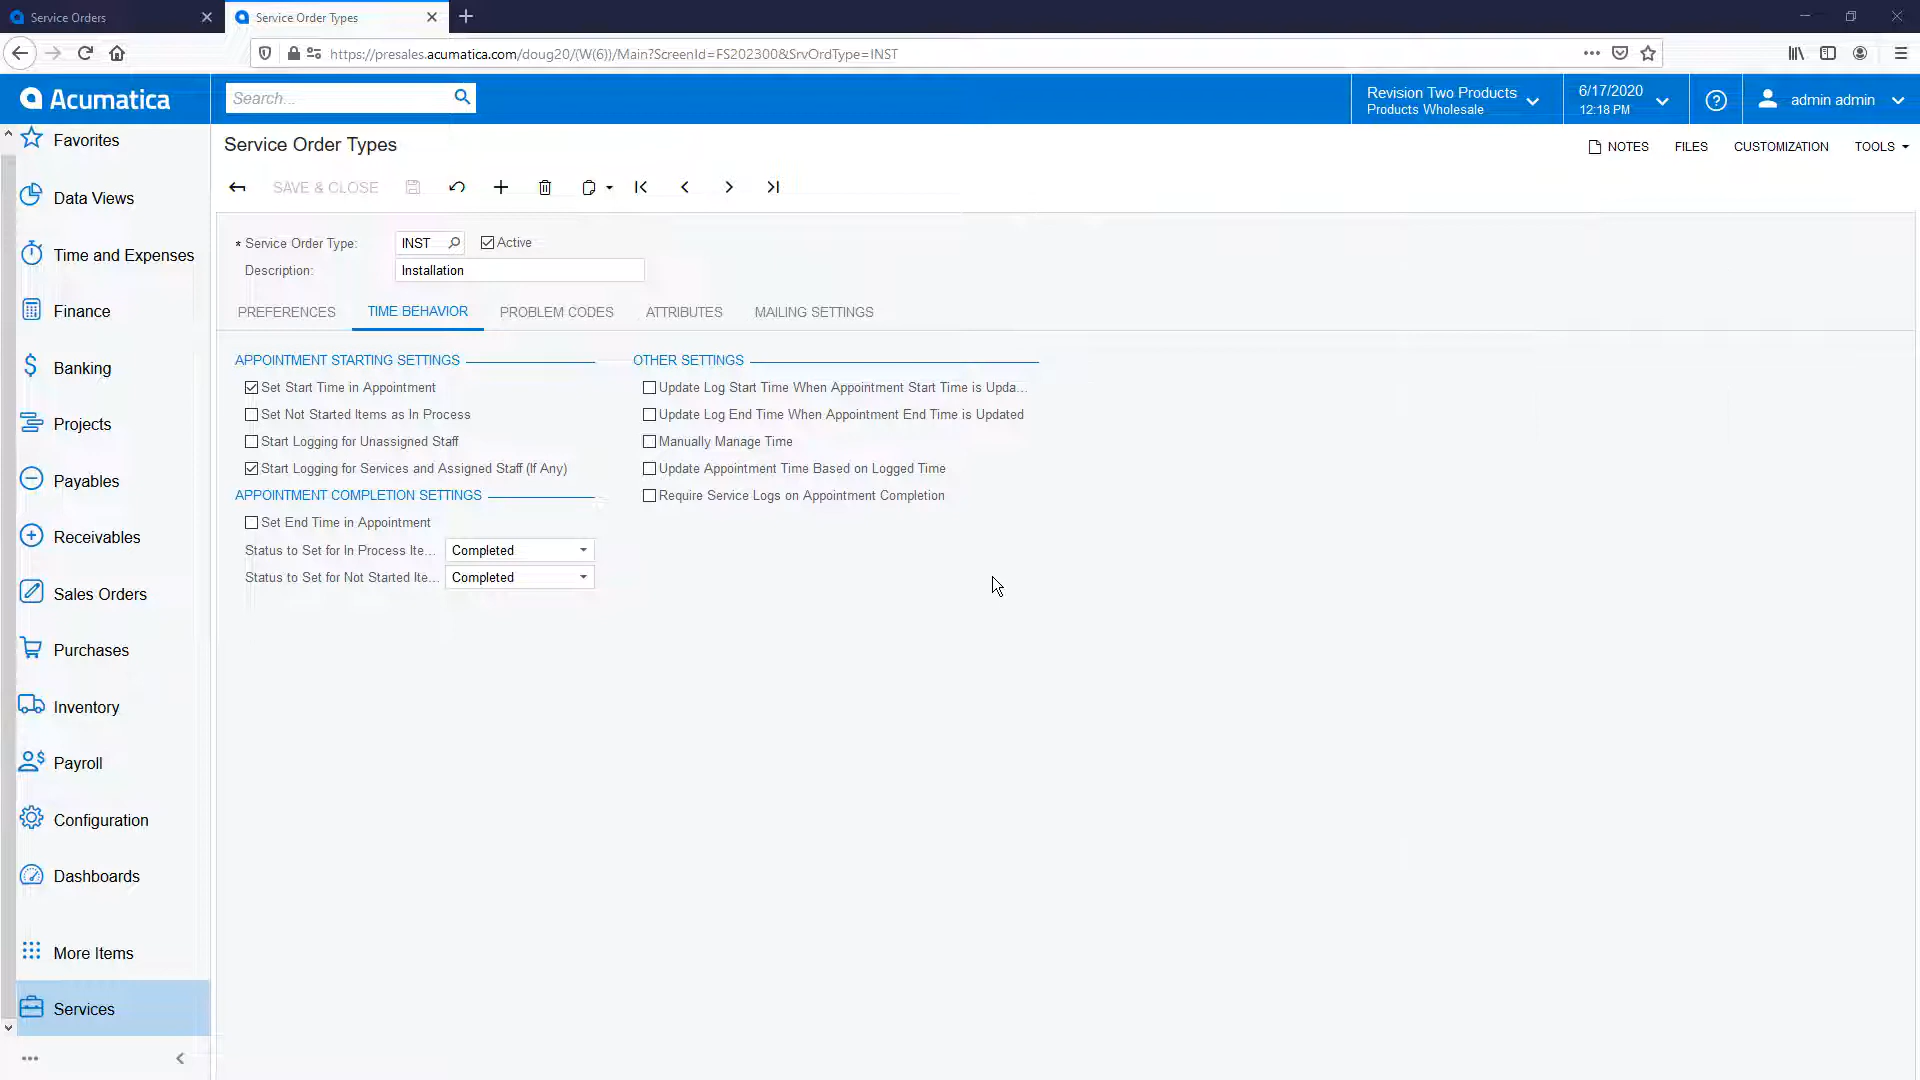 Service Orders
Service Order Types
https://presales.acumatica.com/doug20/(W(6))/Main?ScreenId=FS202300&SrvOrdType=INST
Acumatica
Search...
Revision Two Products
Products Wholesale
6/17/2020
12:18 PM
admin admin
Favorites
Data Views
Time and Expenses
Finance
Banking
Projects
Payables
Receivables
Sales Orders
Purchases
Inventory
Payroll
Configuration
Dashboards
More Items
Services
Service Order Types
NOTES
FILES
CUSTOMIZATION
TOOLS
SAVE & CLOSE
* Service Order Type: INST Active
Description: Installation
PREFERENCES
TIME BEHAVIOR
PROBLEM CODES
ATTRIBUTES
MAILING SETTINGS
APPOINTMENT STARTING SETTINGS
Set Start Time in Appointment
Set Not Started Items as In Process
Start Logging for Unassigned Staff
Start Logging for Services and Assigned Staff (If Any)
APPOINTMENT COMPLETION SETTINGS
Set End Time in Appointment
Status to Set for In Process Ite... Completed
Status to Set for Not Started Ite... Completed
OTHER SETTINGS
Update Log Start Time When Appointment Start Time is Upda...
Update Log End Time When Appointment End Time is Updated
Manually Manage Time
Update Appointment Time Based on Logged Time
Require Service Logs on Appointment Completion